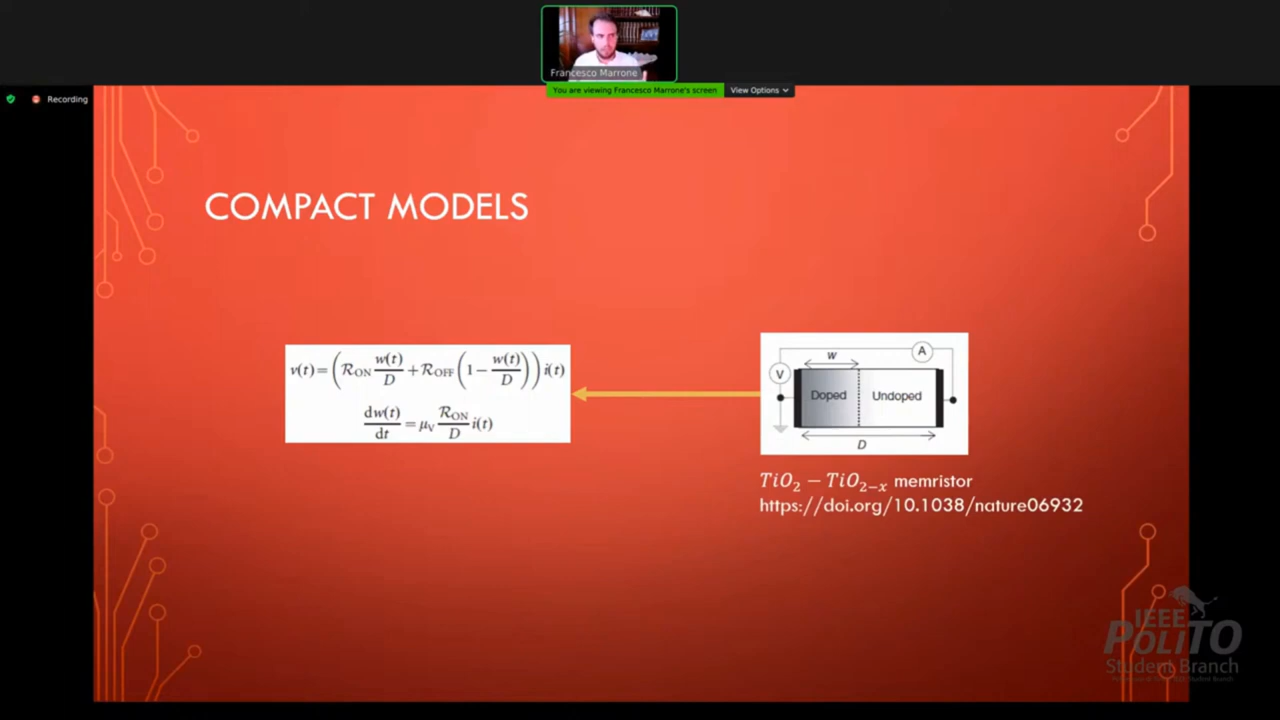 Francesco Marrone
You are viewing Francesco Marrone's screen
View Options
Recording
COMPACT MODELS
v(t)=(R_ON w(t)/D + R_OFF (1− w(t)/D)) i(t)
dw(t)/dt = μ_V R_ON/D i(t)
w
A
V
Doped
Undoped
D
TiO₂ − TiO₂₋ₓ memristor
https://doi.org/10.1038/nature06932
IEEE
POLITO
Student Branch